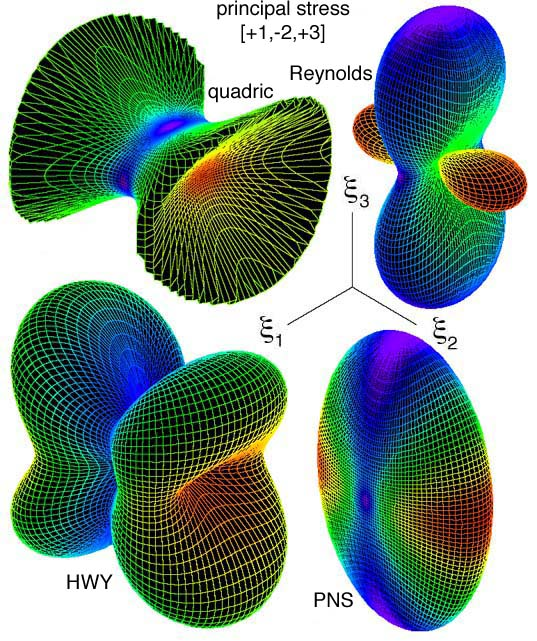 principal stress
[+1,-2,+3]
Reynolds
quadric
ξ3
ξ1
ξ2
HWY
PNS